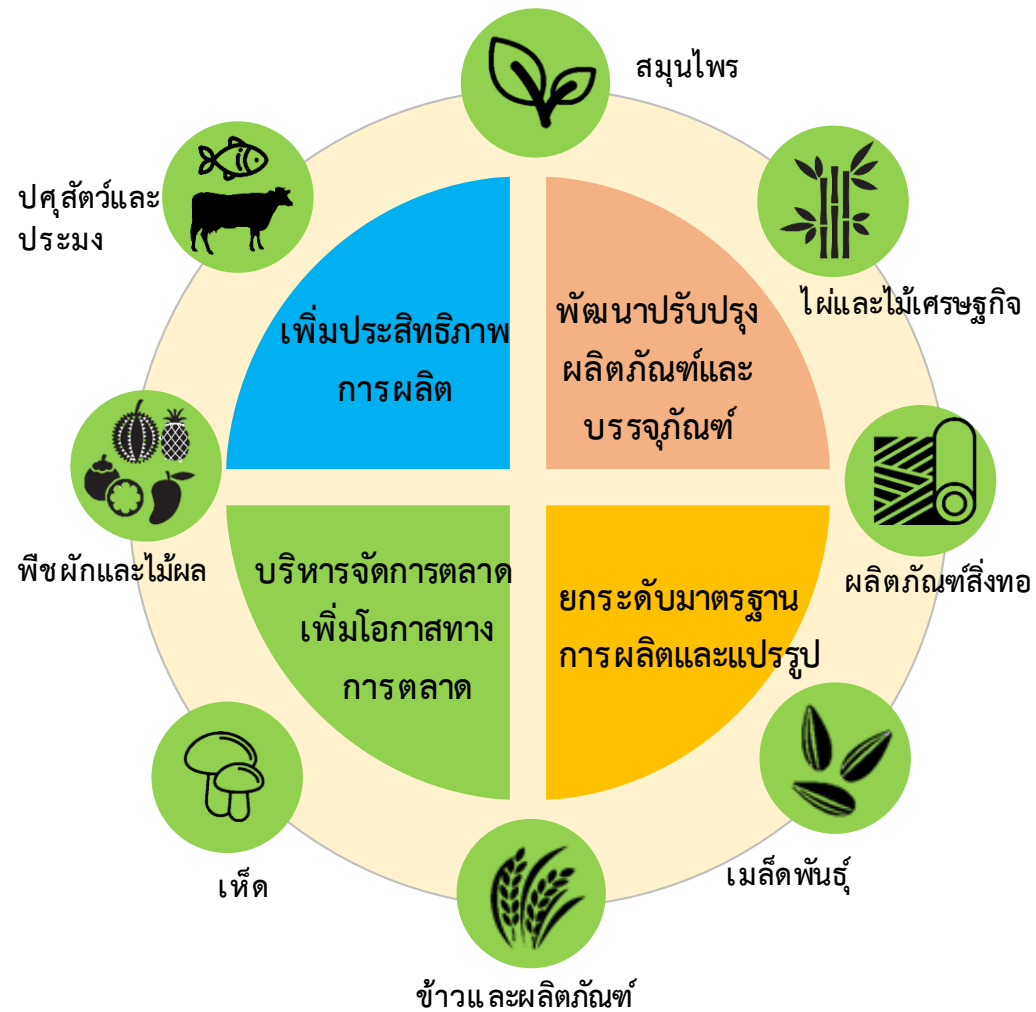 สมุนไพร
ปศุสัตว์และ
ประมง
ไผ่และไม้เศรษฐกิจ
เพิ่มประสิทธิภาพ
การผลิต
พัฒนาปรับปรุง
ผลิตภัณฑ์และ
บรรจุภัณฑ์
พืชผักและไม้ผล
ผลิตภัณฑ์สิ่งทอ
บริหารจัดการตลาด
เพิ่มโอกาสทาง
การตลาด
ยกระดับมาตรฐาน
การผลิตและแปรรูป
เห็ด
เมล็ดพันธุ์
ข้าวและผลิตภัณฑ์